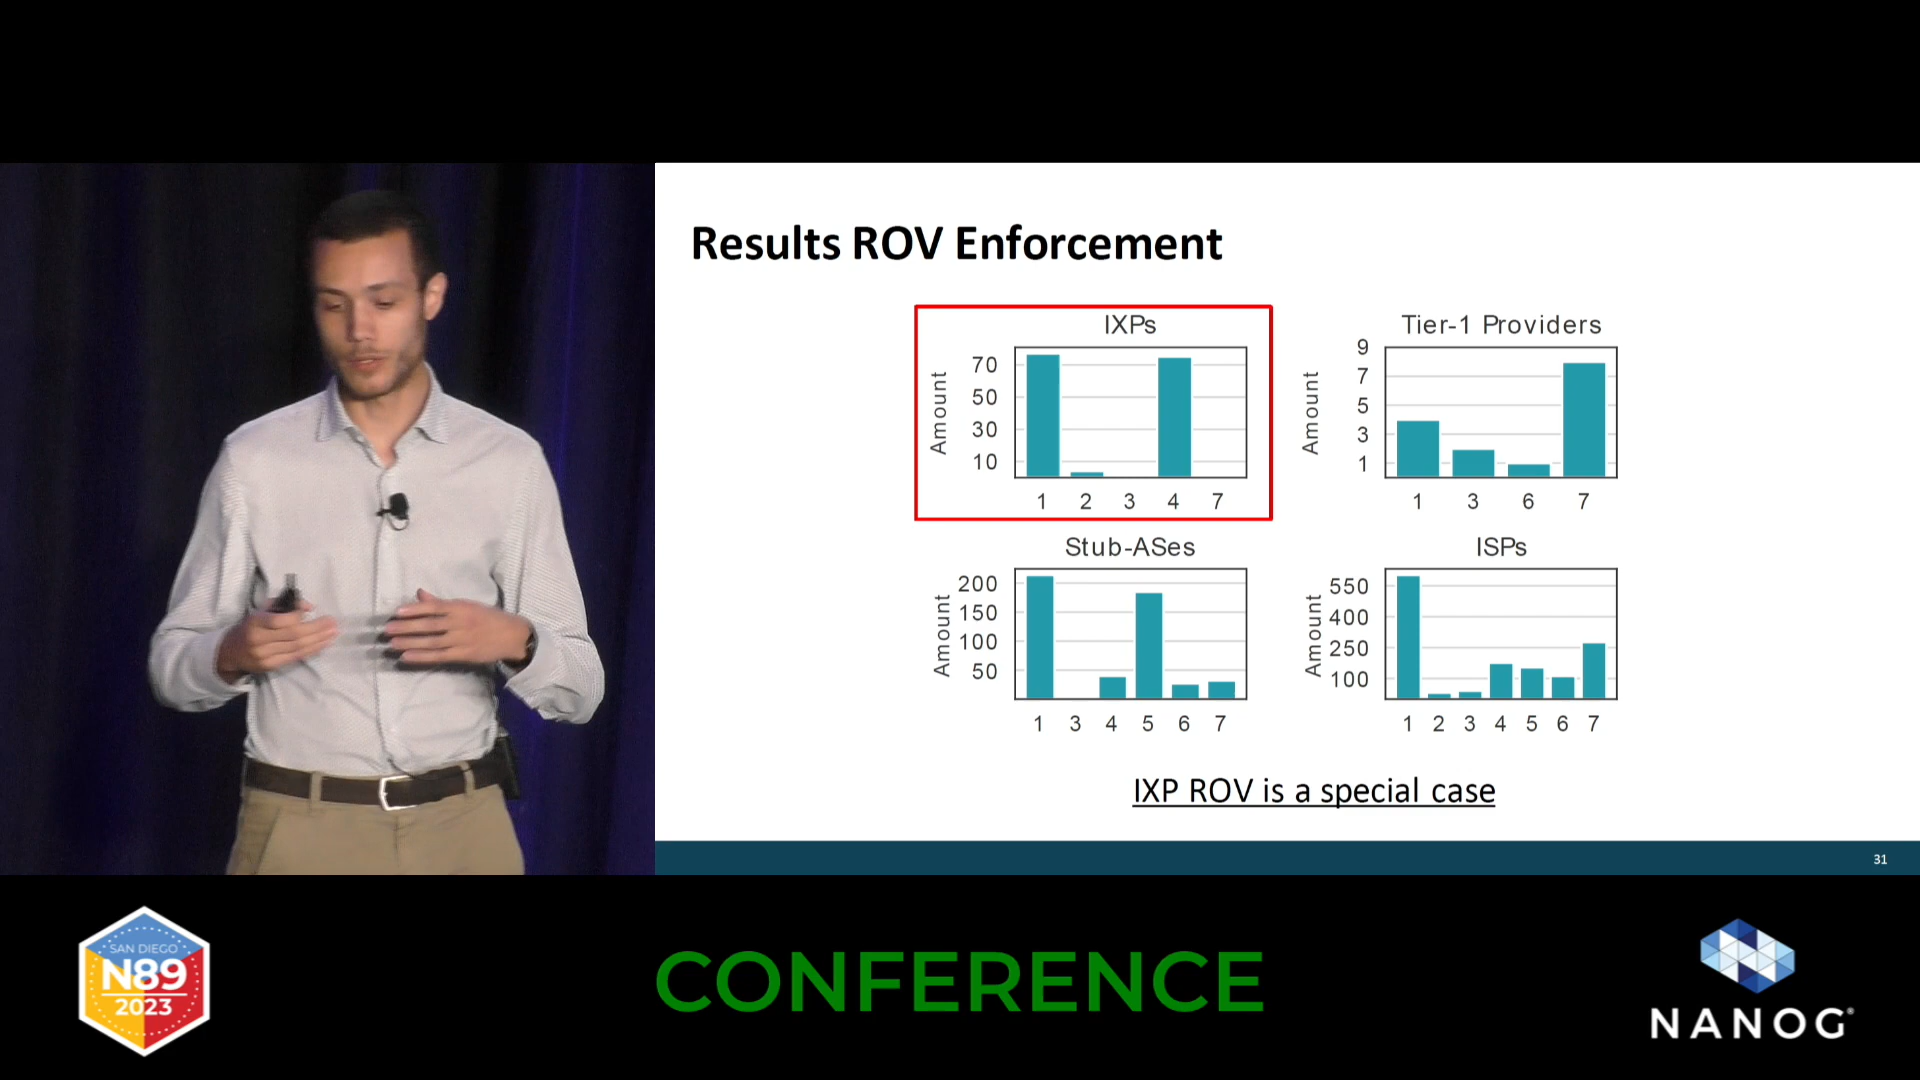 Results ROV Enforcement
IXPs
Amount
70
50
30
10
1 2 3 4 7
Tier-1 Providers
Amount
9
7
5
3
1
1 3 6 7
Stub-ASes
Amount
200
150
100
50
1 3 4 5 6 7
ISPs
Amount
550
400
250
100
1 2 3 4 5 6 7
IXP ROV is a special case
31
SAN DIEGO
N89
2023
CONFERENCE
NANOG®